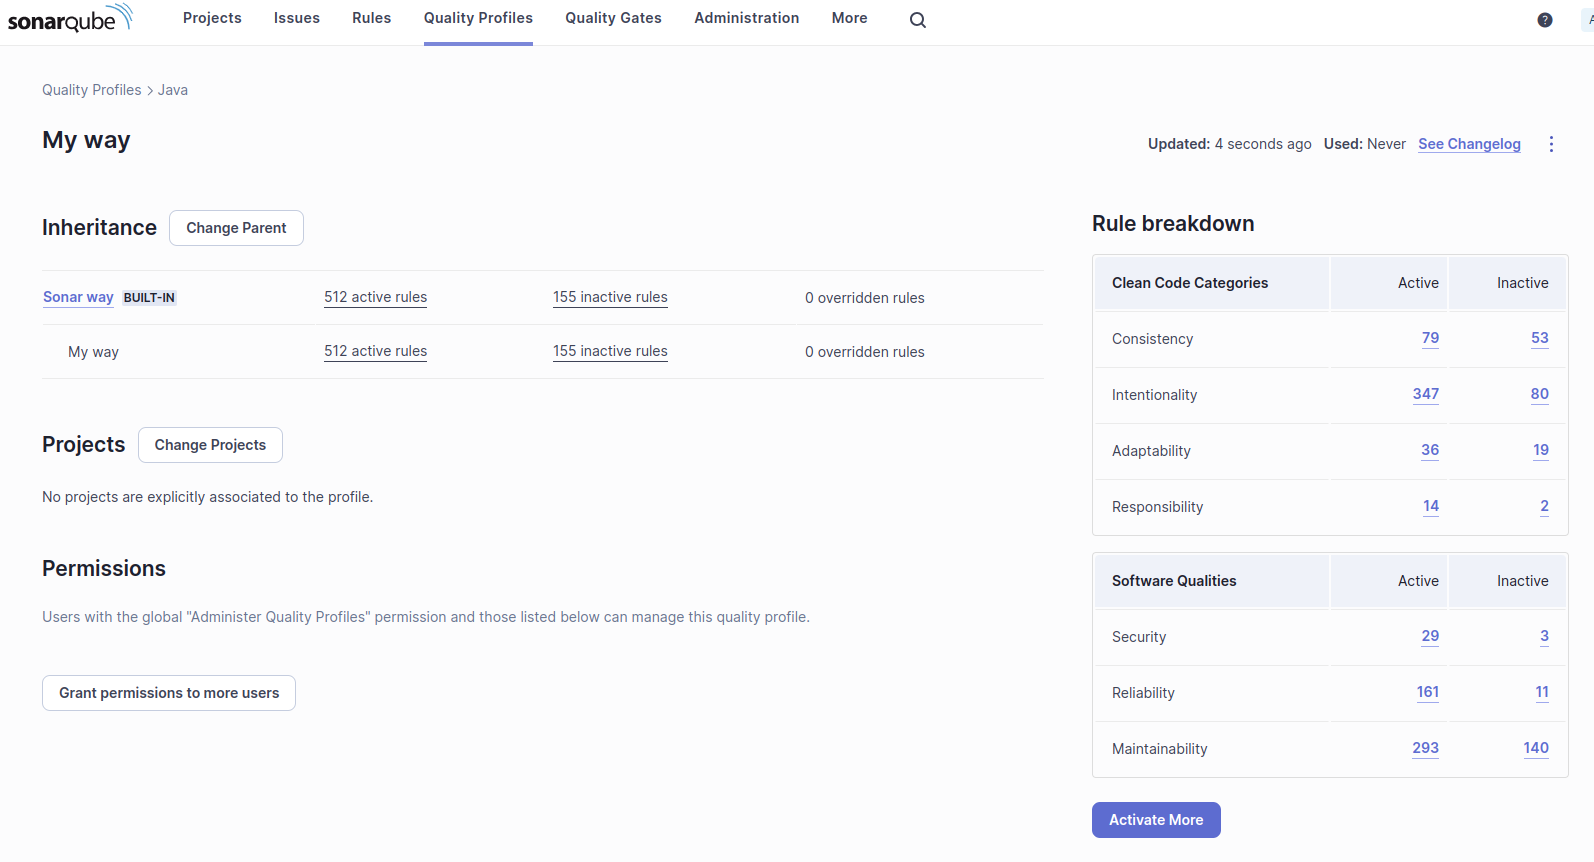 sonarqube Projects Issues Rules Quality Profiles Quality Gates Administration More ?
Quality Profiles > Java
My way
Updated: 4 seconds ago Used: Never See Changelog
Inheritance Change Parent
Sonar way BUILT-IN 512 active rules 155 inactive rules 0 overridden rules
My way 512 active rules 155 inactive rules 0 overridden rules
Projects Change Projects
No projects are explicitly associated to the profile.
Permissions
Users with the global "Administer Quality Profiles" permission and those listed below can manage this quality profile.
Grant permissions to more users
Rule breakdown
Clean Code Categories Active Inactive
Consistency 79 53
Intentionality 347 80
Adaptability 36 19
Responsibility 14 2
Software Qualities Active Inactive
Security 29 3
Reliability 161 11
Maintainability 293 140
Activate More